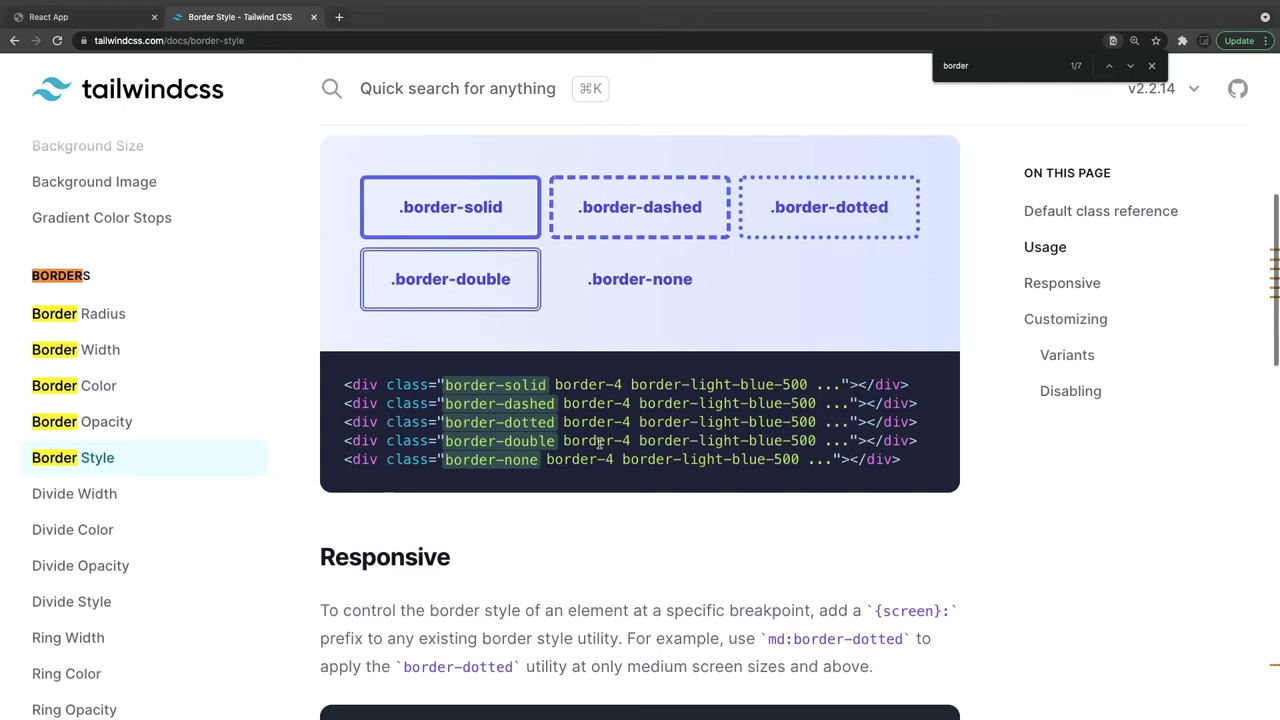 React App
Border Style - Tailwind CSS
tailwindcss.com/docs/border-style
Update
border
1/7
tailwindcss
Quick search for anything
⌘K
v2.2.14
Background Size
Background Image
Gradient Color Stops
BORDERS
Border Radius
Border Width
Border Color
Border Opacity
Border Style
Divide Width
Divide Color
Divide Opacity
Divide Style
Ring Width
Ring Color
Ring Opacity
.border-solid
.border-dashed
.border-dotted
.border-double
.border-none
<div class="border-solid border-4 border-light-blue-500 ..."></div>
<div class="border-dashed border-4 border-light-blue-500 ..."></div>
<div class="border-dotted border-4 border-light-blue-500 ..."></div>
<div class="border-double border-4 border-light-blue-500 ..."></div>
<div class="border-none border-4 border-light-blue-500 ..."></div>
Responsive
To control the border style of an element at a specific breakpoint, add a `{screen}:`
prefix to any existing border style utility. For example, use `md:border-dotted` to
apply the `border-dotted` utility at only medium screen sizes and above.
ON THIS PAGE
Default class reference
Usage
Responsive
Customizing
Variants
Disabling